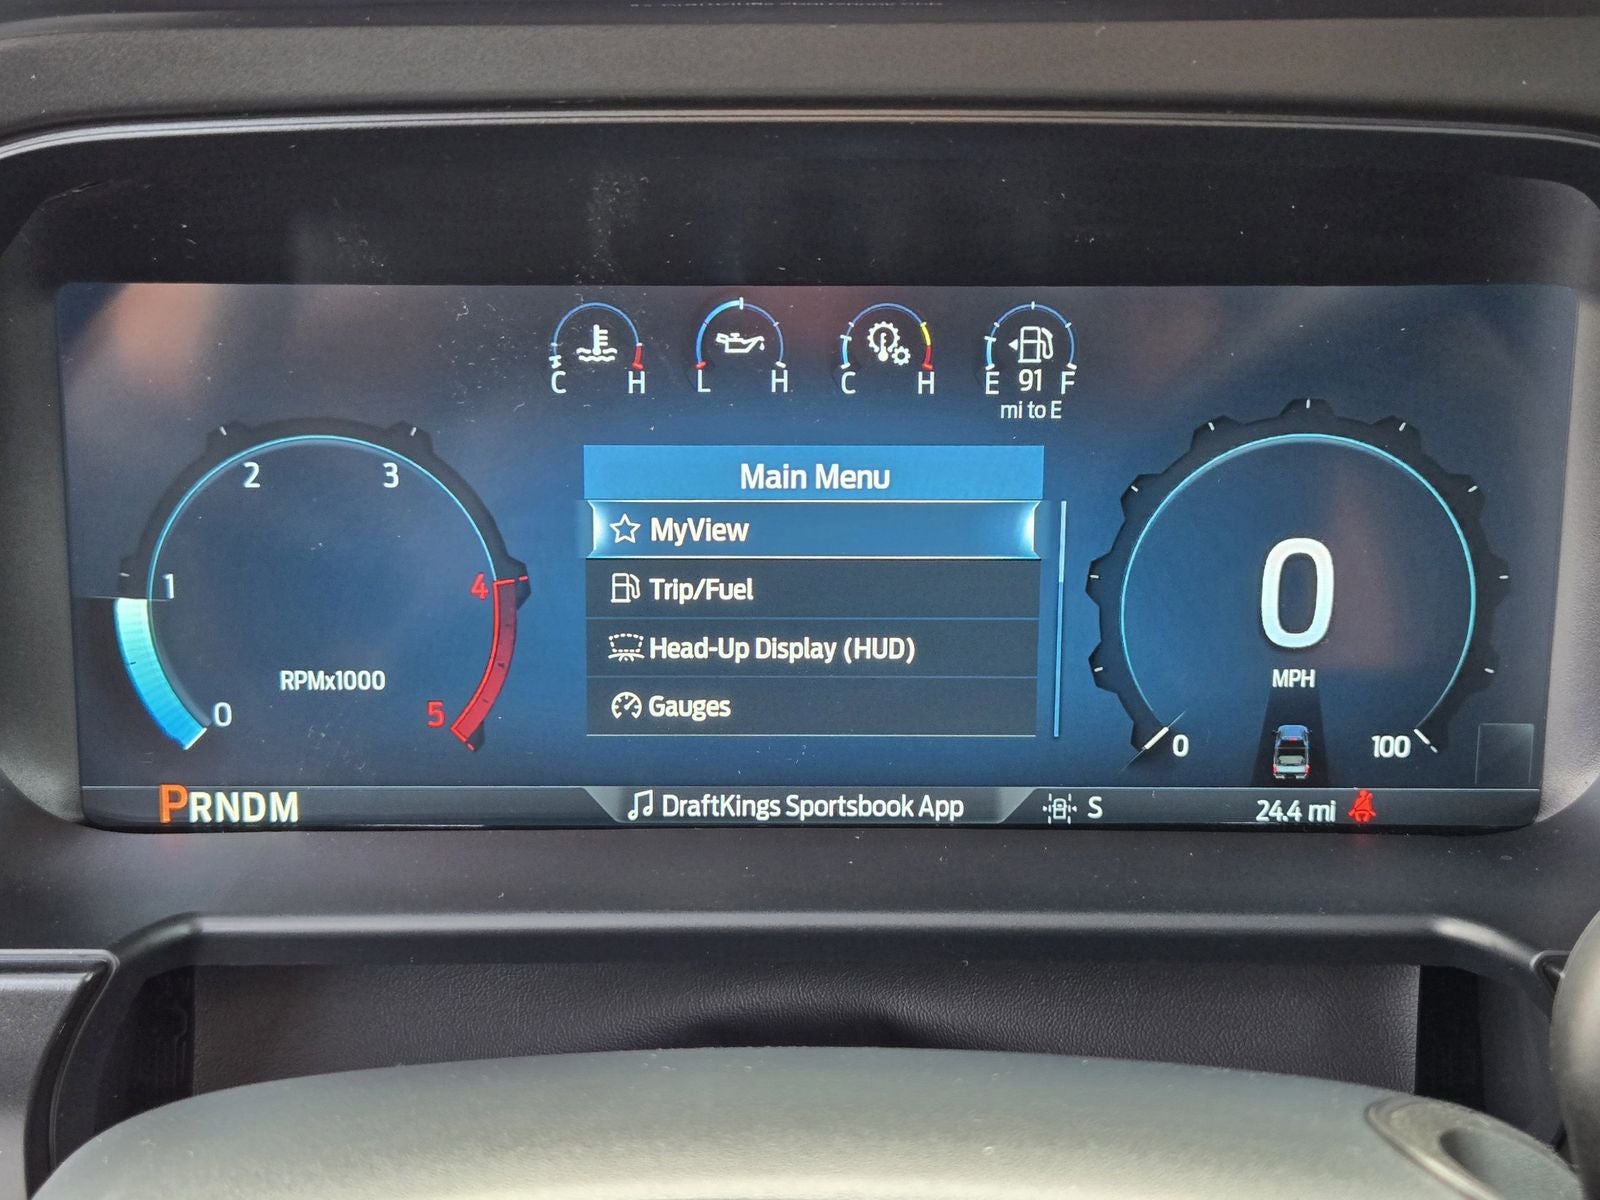 C H L H C H E 91 F
mi to E
Main Menu
MyView
Trip/Fuel
Head-Up Display (HUD)
Gauges
2 3
1 4
0 5
RPMx1000
0
MPH
0 100
PRNDM
DraftKings Sportsbook App
S
24.4 mi